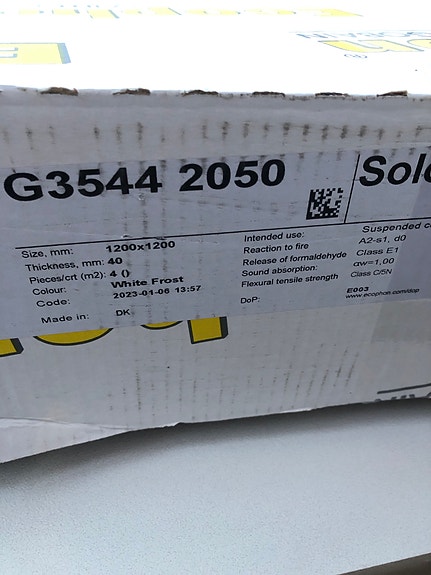 G3544 2050
Solo
Size, mm: 1200x1200
Thickness, mm: 40
Pieces/crt (m2): 4 ()
Colour: White Frost
Code: 2023-01-06 13:57
Made in: DK
Intended use: Suspended
Reaction to fire A2-s1, d0
Release of formaldehyde Class E1
Sound absorption: αw=1,00
Flexural tensile strength Class C/5N
DoP: E003
www.ecophon.com/dop